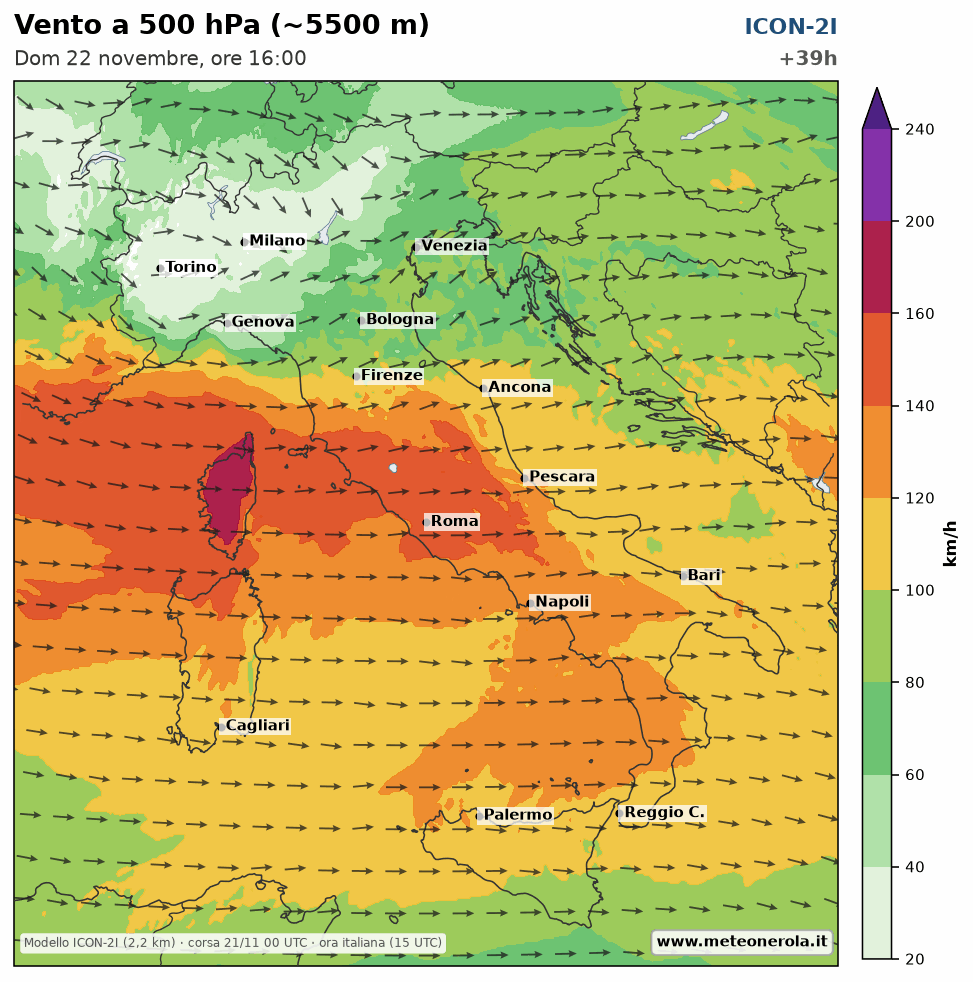 Vento a 500 hPa (~5500 m)
ICON-2I
Dom 22 novembre, ore 16:00
+39h
Milano
Venezia
Torino
Genova
Bologna
Firenze
Ancona
Pescara
Roma
Bari
Napoli
Cagliari
Palermo
Reggio C.
240
200
160
140
120
100
80
60
40
20
km/h
Modello ICON-2I (2,2 km) · corsa 21/11 00 UTC · ora italiana (15 UTC)
www.meteonerola.it